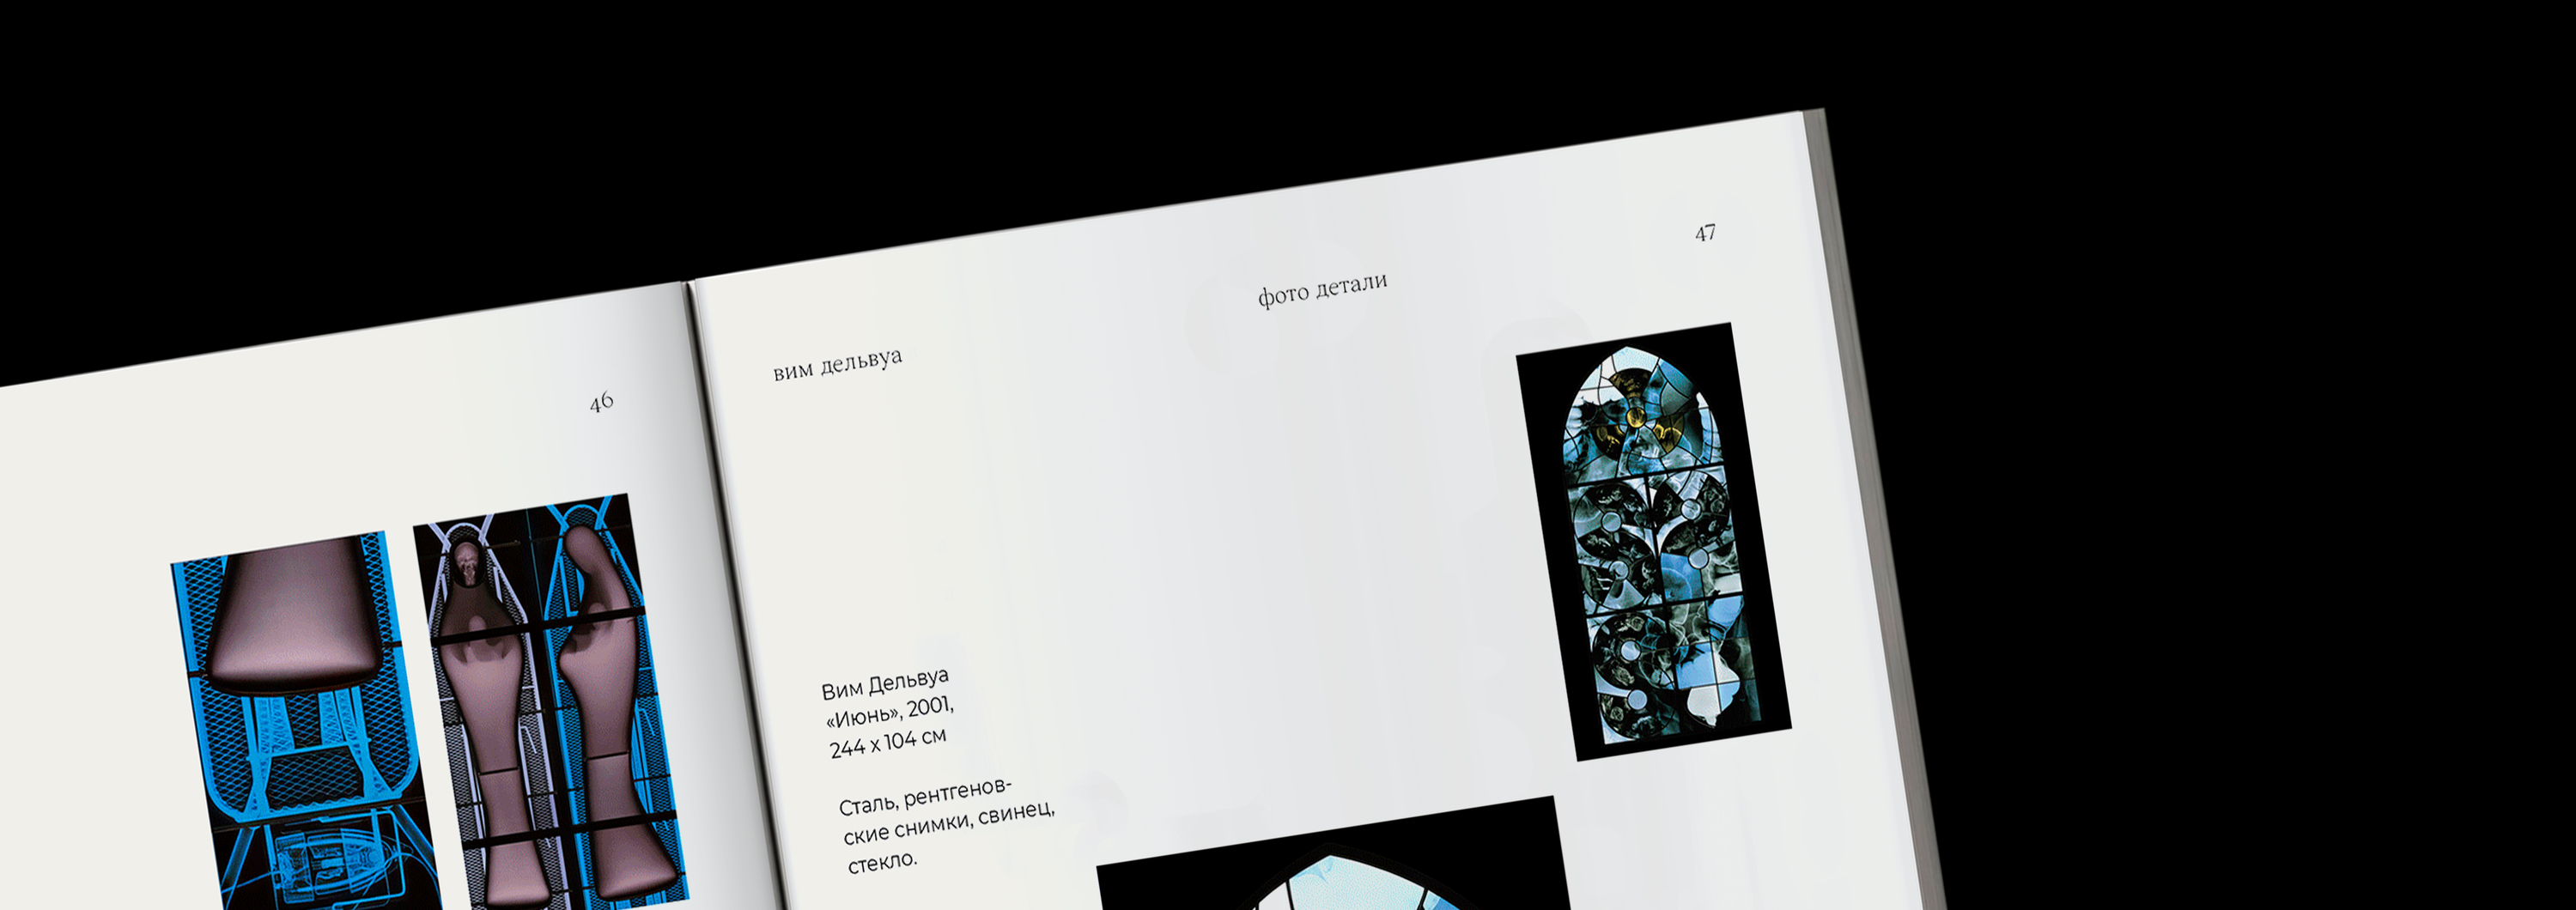 46
47
вим дельвуа
фото детали
Вим Дельвуа
«Июнь», 2001,
244 x 104 см
Сталь, рентгенов-
ские снимки, свинец,
стекло.